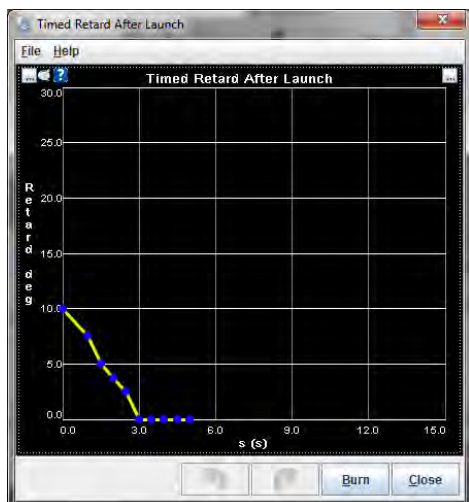 Timed Retard After Launch
File Help
... ? Timed Retard After Launch ...
30.0
25.0
20.0
15.0
10.0
5.0
0.0
Retard deg
0.0 3.0 6.0 9.0 12.0 15.0
s (s)
Burn Close